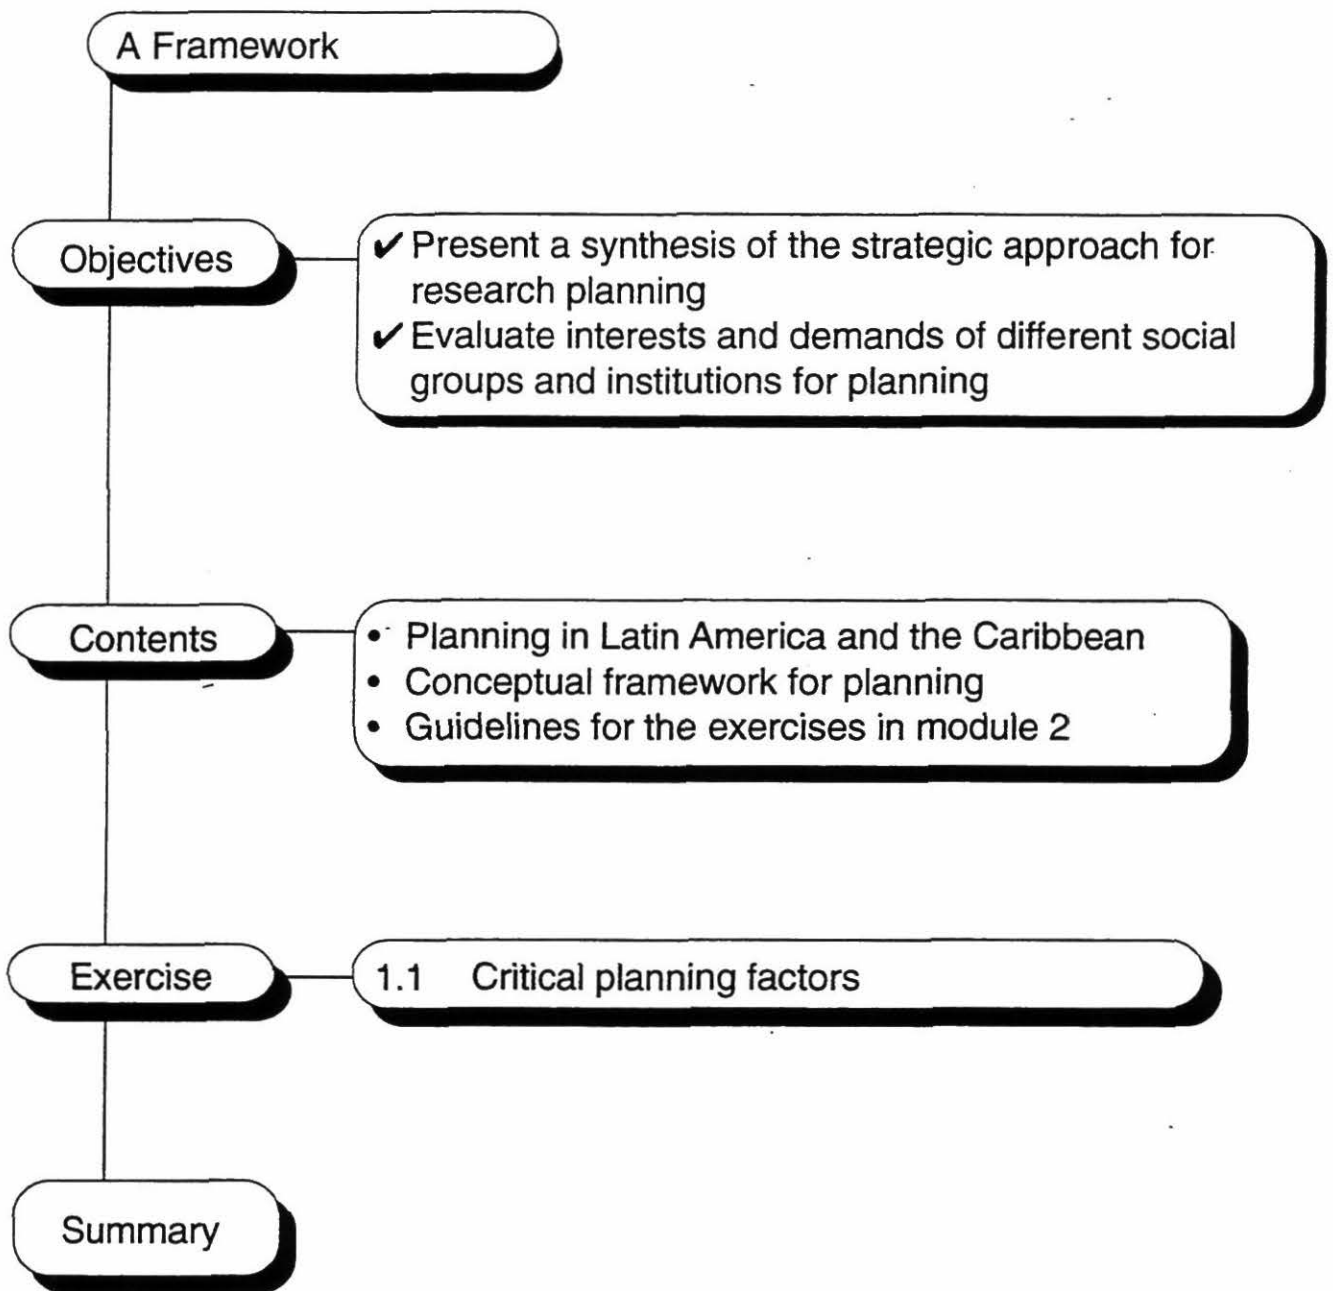 A Framework
Objectives
✔ Present a synthesis of the strategic approach for
research planning
✔ Evaluate interests and demands of different social
groups and institutions for planning
Contents
• Planning in Latin America and the Caribbean
• Conceptual framework for planning
• Guidelines for the exercises in module 2
Exercise
1.1 Critical planning factors
Summary